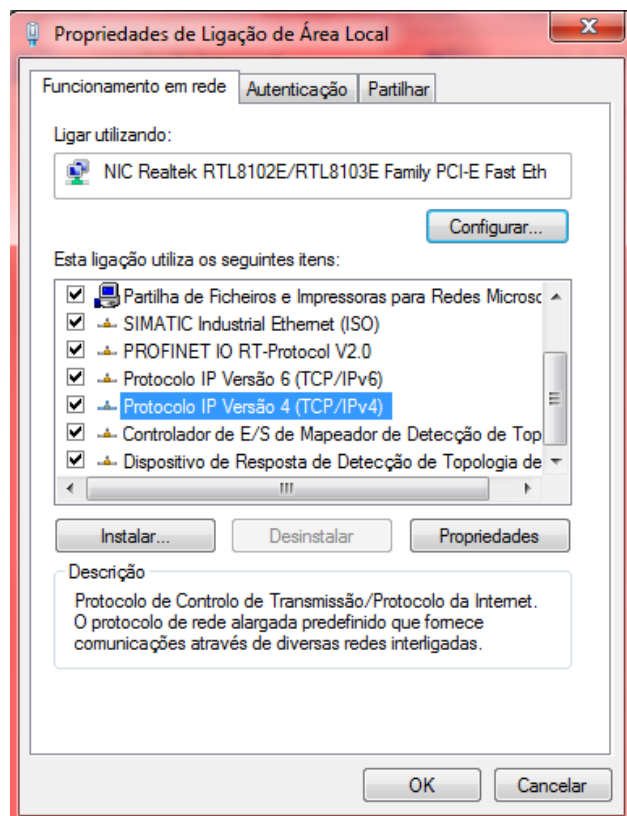 Propriedades de Ligação de Área Local
Funcionamento em rede Autenticação Partilhar
Ligar utilizando:
NIC Realtek RTL8102E/RTL8103E Family PCI-E Fast Eth
Configurar...
Esta ligação utiliza os seguintes itens:
Partilha de Ficheiros e Impressoras para Redes Microsc
SIMATIC Industrial Ethernet (ISO)
PROFINET IO RT-Protocol V2.0
Protocolo IP Versão 6 (TCP/IPv6)
Protocolo IP Versão 4 (TCP/IPv4)
Controlador de E/S de Mapeador de Detecção de Top
Dispositivo de Resposta de Detecção de Topologia de
Instalar... Desinstalar Propriedades
Descrição
Protocolo de Controlo de Transmissão/Protocolo da Internet.
O protocolo de rede alargada predefinido que fornece
comunicações através de diversas redes interligadas.
OK Cancelar